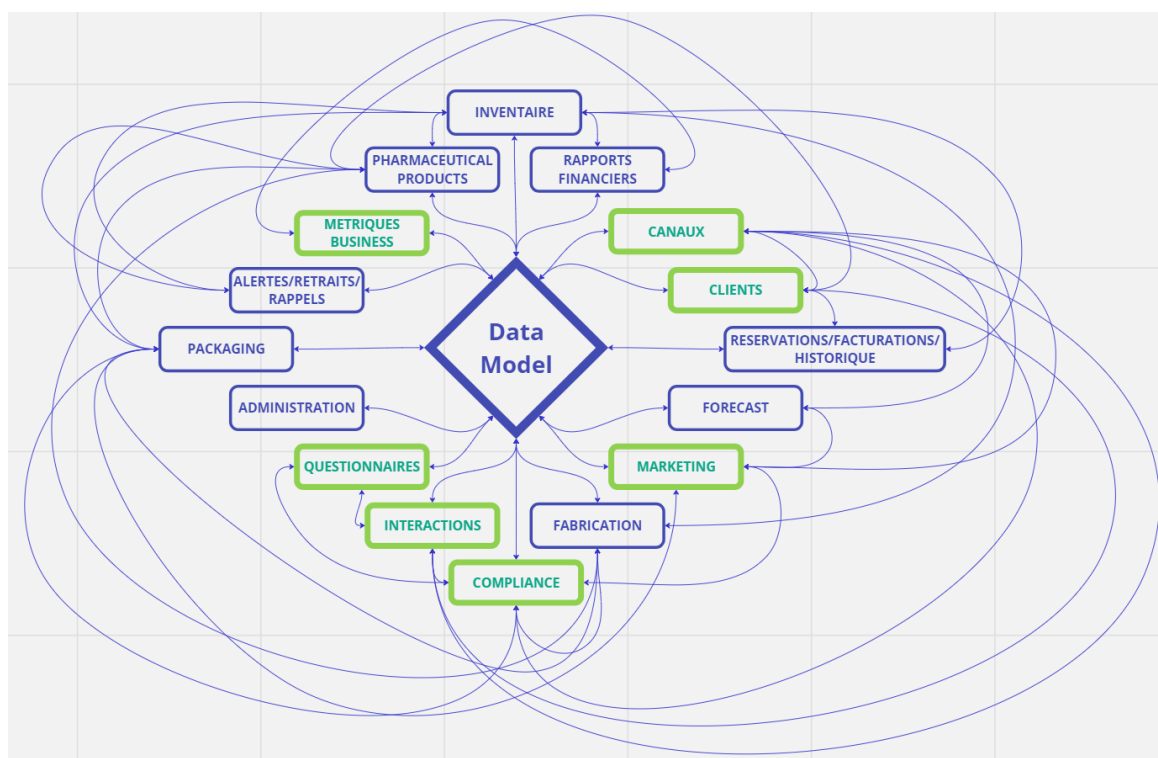 INVENTAIRE
PHARMACEUTICAL
PRODUCTS
RAPPORTS
FINANCIERS
METRIQUES
BUSINESS
CANAUX
ALERTES/RETRAITS/
RAPPELS
CLIENTS
Data
Model
PACKAGING
RESERVATIONS/FACTURATIONS/
HISTORIQUE
ADMINISTRATION
FORECAST
QUESTIONNAIRES
MARKETING
INTERACTIONS
FABRICATION
COMPLIANCE